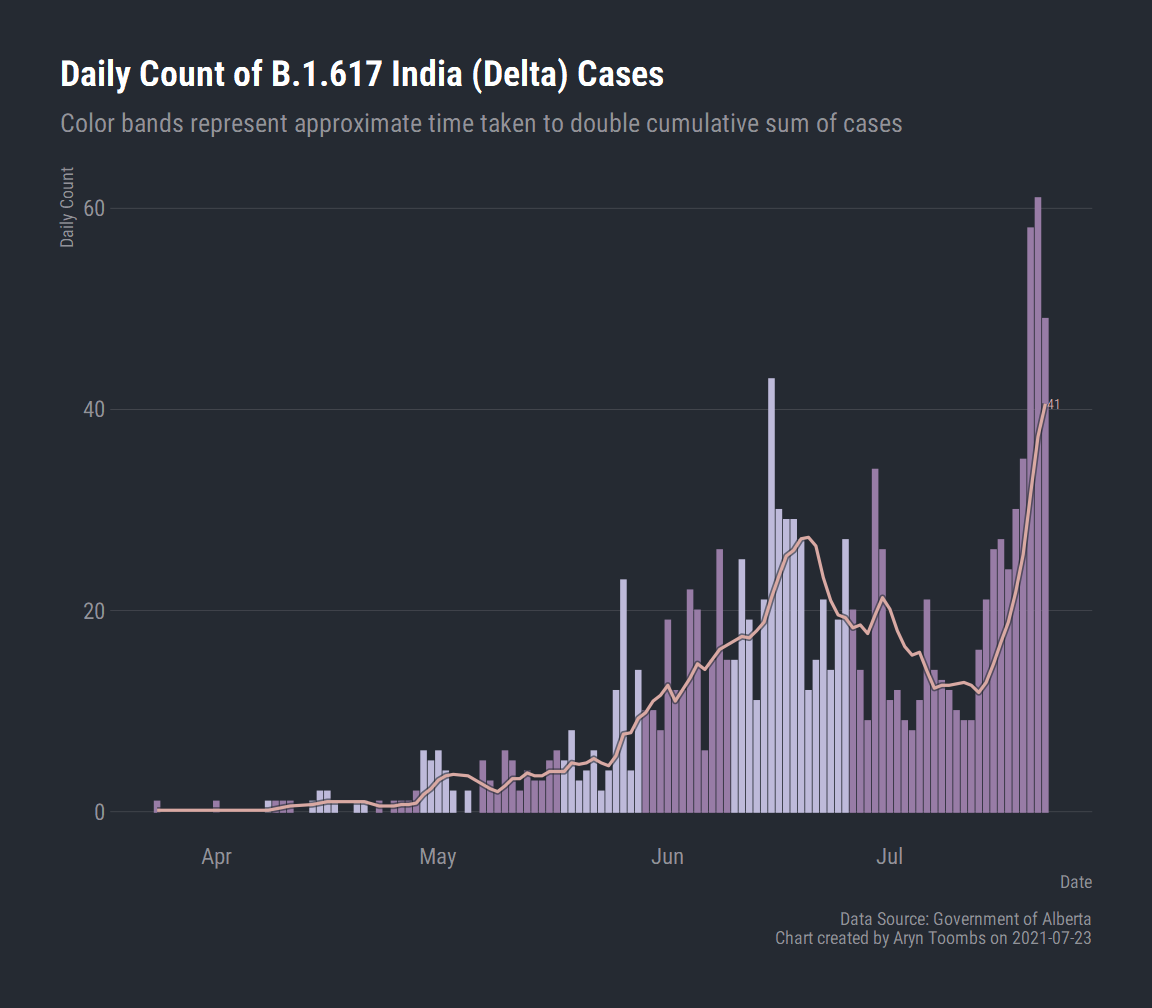 Daily Count of B.1.617 India (Delta) Cases
Color bands represent approximate time taken to double cumulative sum of cases
Daily Count
60
40
41
20
0
Apr May Jun Jul
Date
Data Source: Government of Alberta
Chart created by Aryn Toombs on 2021-07-23